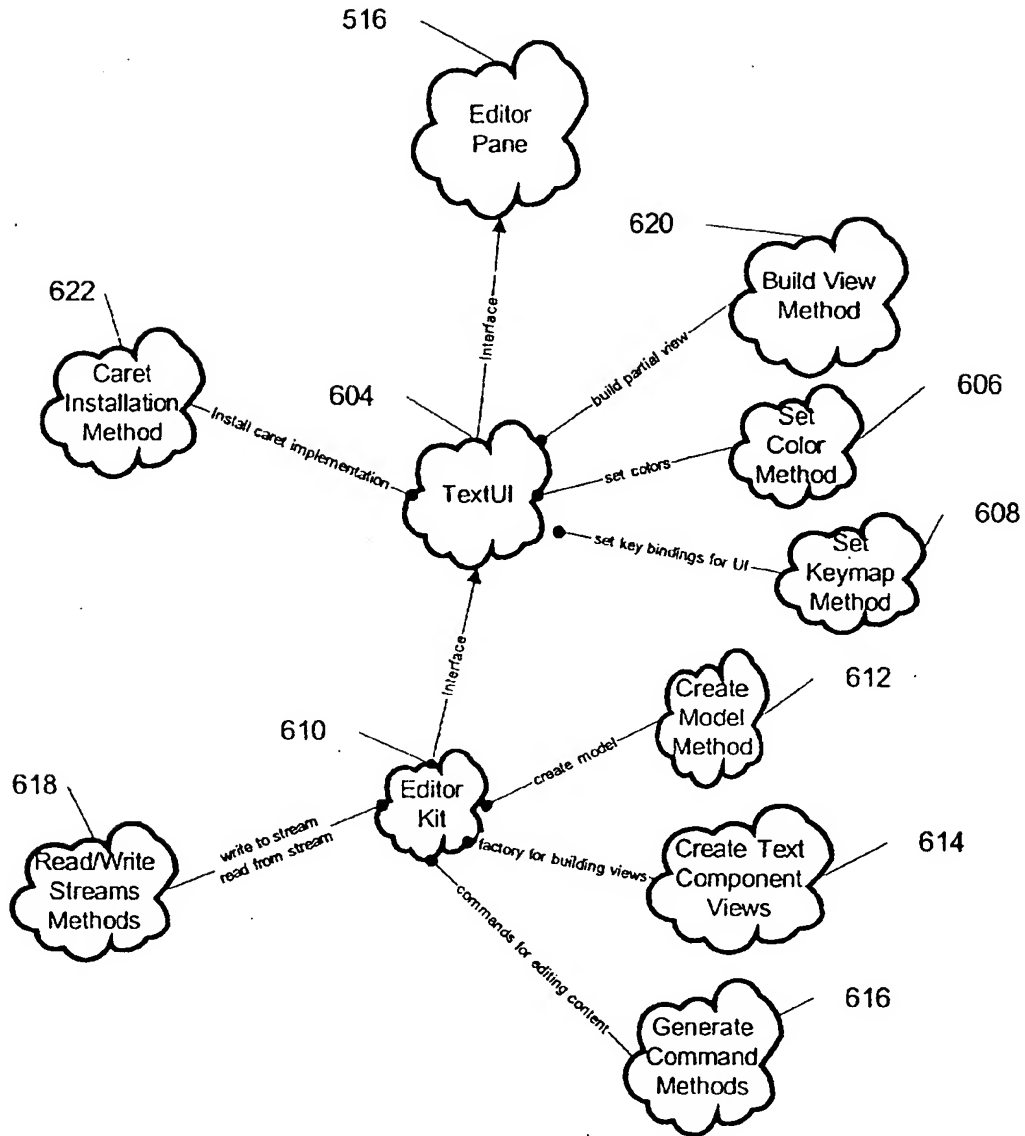 516
Editor
Pane
620
Build View
Method
622
Caret
Installation
Method
Interface
build partial view
604
606
Set
Color
Method
Install caret implementation
TextUI
set colors
608
set key bindings for UI
Set
Keymap
Method
Interface
612
Create
Model
Method
610
create model
618
Editor
Kit
Read/Write
Streams
Methods
write to stream
read from stream
factory for building views
Create Text
Component
Views
614
commands for editing content
616
Generate
Command
Methods